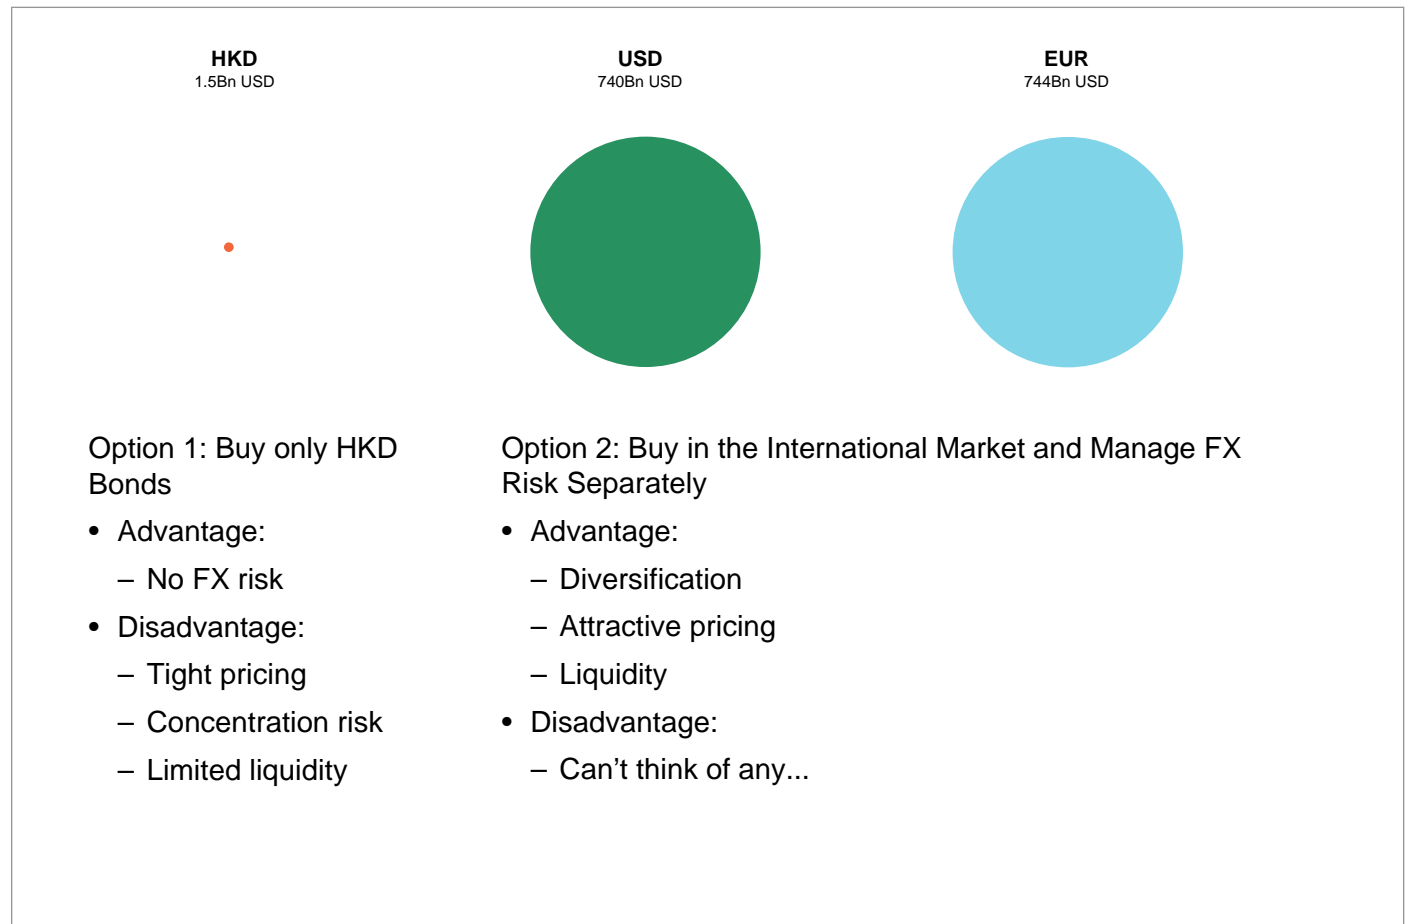 HKD
1.5Bn USD
USD
740Bn USD
EUR
744Bn USD
Option 1: Buy only HKD
Bonds
• Advantage:
– No FX risk
• Disadvantage:
– Tight pricing
– Concentration risk
– Limited liquidity
Option 2: Buy in the International Market and Manage FX
Risk Separately
• Advantage:
– Diversification
– Attractive pricing
– Liquidity
• Disadvantage:
– Can’t think of any...